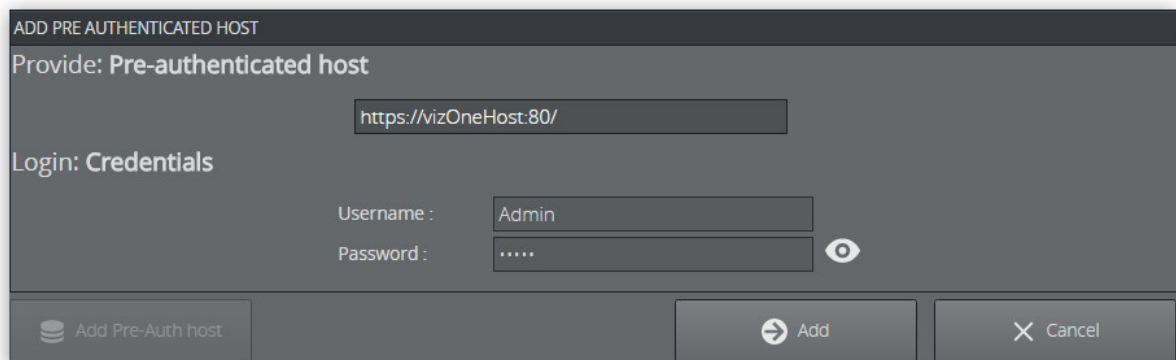 ADD PRE AUTHENTICATED HOST
Provide: Pre-authenticated host
https://vizOneHost:80/
Login: Credentials
Username : Admin
Password : •••••
Add Pre-Auth host Add Cancel